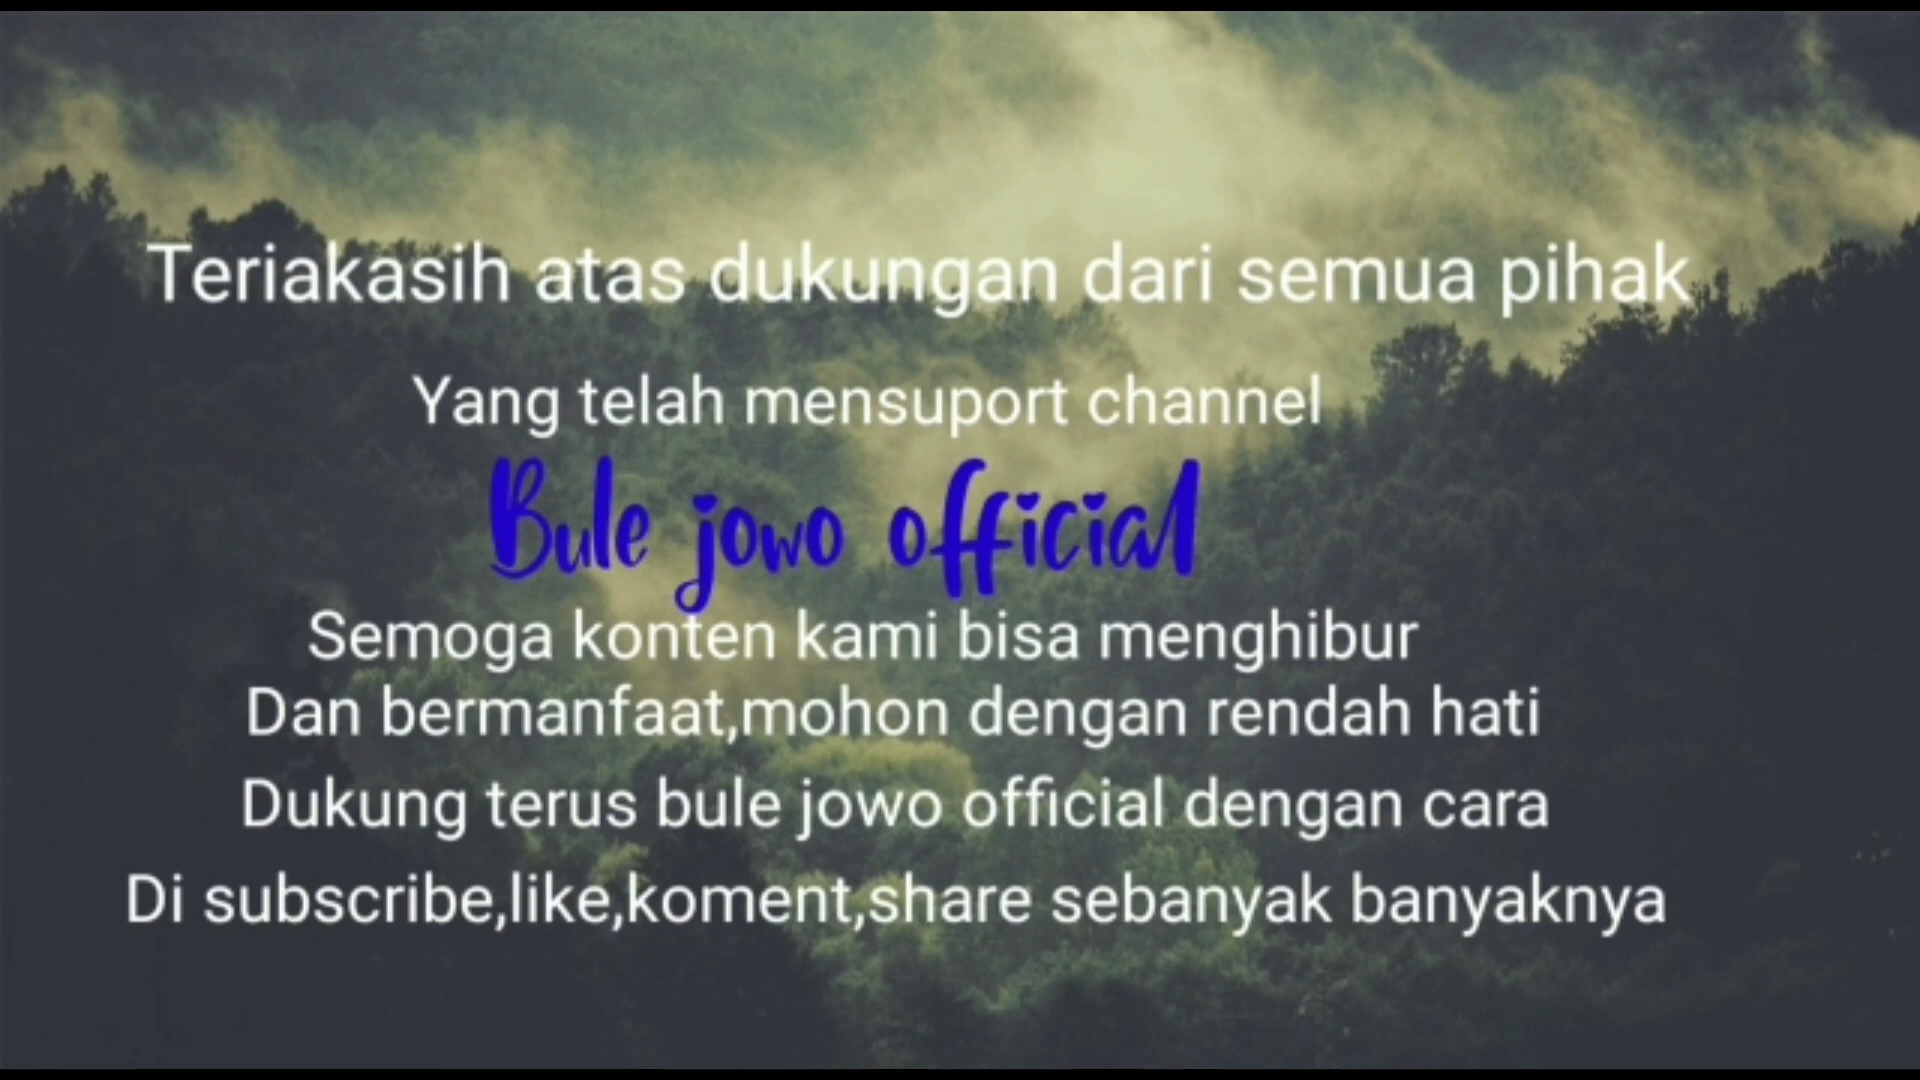 Teriakasih atas dukungan dari semua pihak
Yang telah mensuport channel
Bule jowo official
Semoga konten kami bisa menghibur
Dan bermanfaat,mohon dengan rendah hati
Dukung terus bule jowo official dengan cara
Di subscribe,like,koment,share sebanyak banyaknya